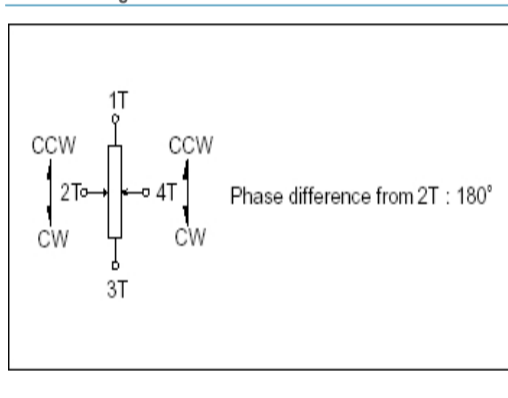 1T
CCW CCW
2T 4T Phase difference from 2T : 180°
CW CW
3T